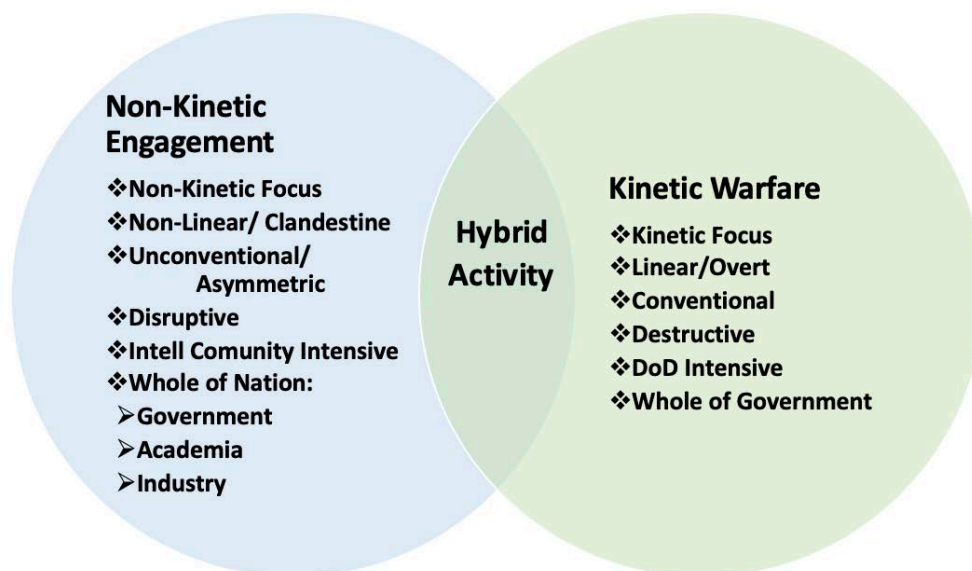 Non-Kinetic
Engagement
❖Non-Kinetic Focus
❖Non-Linear/ Clandestine
❖Unconventional/
Asymmetric
❖Disruptive
❖Intell Comunity Intensive
❖Whole of Nation:
➢Government
➢Academia
➢Industry
Hybrid
Activity
Kinetic Warfare
❖Kinetic Focus
❖Linear/Overt
❖Conventional
❖Destructive
❖DoD Intensive
❖Whole of Government